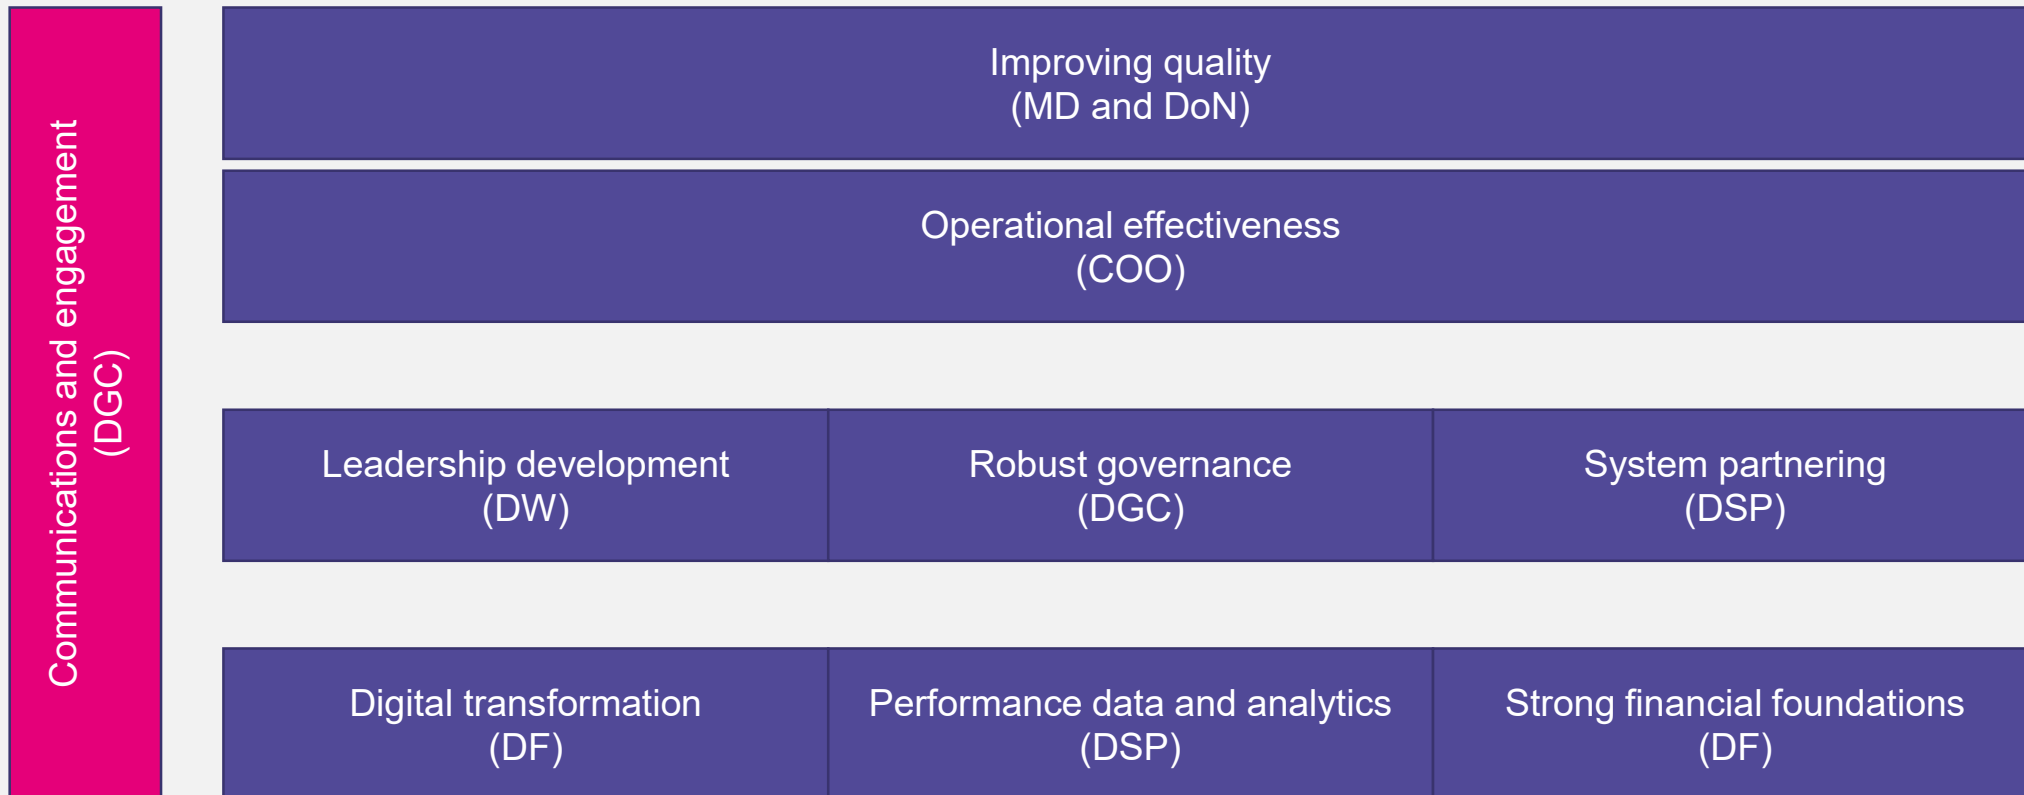 Communications and engagement
(DGC)
Improving quality
(MD and DoN)
Operational effectiveness
(COO)
Leadership development
(DW)
Robust governance
(DGC)
System partnering
(DSP)
Digital transformation
(DF)
Performance data and analytics
(DSP)
Strong financial foundations
(DF)